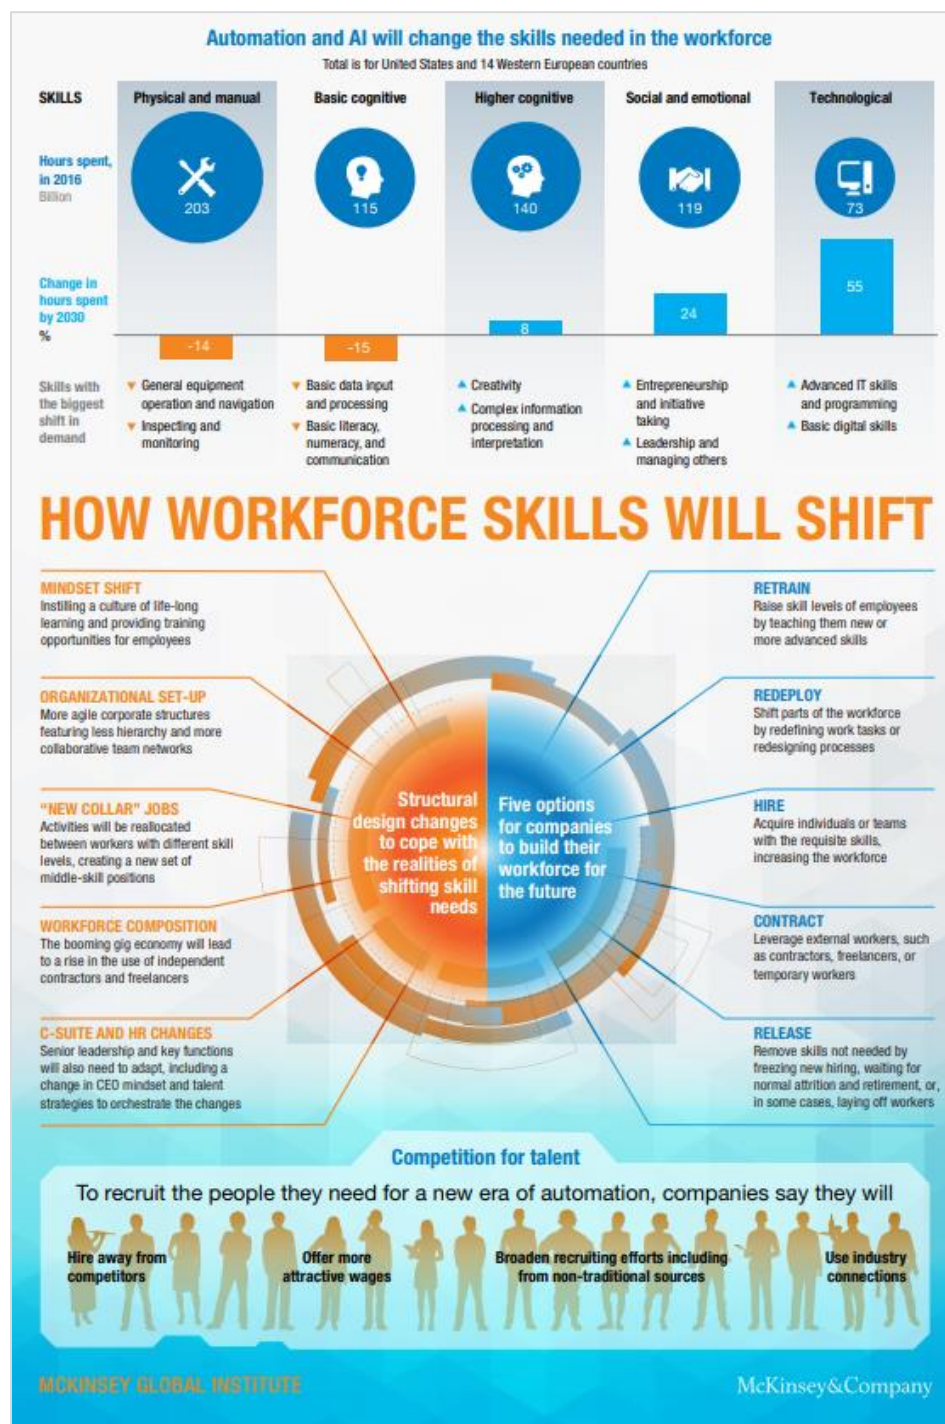 Automation and AI will change the skills needed in the workforce
Total is for United States and 14 Western European countries
SKILLS
Physical and manual
Basic cognitive
Higher cognitive
Social and emotional
Technological
Hours spent,
in 2016
Billion
203
115
140
119
73
Change in
hours spent
by 2030
%
-14
-15
8
24
55
Skills with
the biggest
shift in
demand
General equipment
operation and navigation
Inspecting and
monitoring
Basic data input
and processing
Basic literacy,
numeracy, and
communication
Creativity
Complex information
processing and
interpretation
Entrepreneurship
and initiative
taking
Leadership and
managing others
Advanced IT skills
and programming
Basic digital skills
HOW WORKFORCE SKILLS WILL SHIFT
MINDSET SHIFT
Instilling a culture of life-long
learning and providing training
opportunities for employees
ORGANIZATIONAL SET-UP
More agile corporate structures
featuring less hierarchy and more
collaborative team networks
"NEW COLLAR" JOBS
Activities will be reallocated
between workers with different skill
levels, creating a new set of
middle-skill positions
WORKFORCE COMPOSITION
The booming gig economy will lead
to a rise in the use of independent
contractors and freelancers
C-SUITE AND HR CHANGES
Senior leadership and key functions
will also need to adapt, including a
change in CEO mindset and talent
strategies to orchestrate the changes
Structural
design changes
to cope with
the realities of
shifting skill
needs
Five options
for companies
to build their
workforce for
the future
RETRAIN
Raise skill levels of employees
by teaching them new or
more advanced skills
REDEPLOY
Shift parts of the workforce
by redefining work tasks or
redesigning processes
HIRE
Acquire individuals or teams
with the requisite skills,
increasing the workforce
CONTRACT
Leverage external workers, such
as contractors, freelancers, or
temporary workers
RELEASE
Remove skills not needed by
freezing new hiring, waiting for
normal attrition and retirement, or,
in some cases, laying off workers
Competition for talent
To recruit the people they need for a new era of automation, companies say they will
Hire away from
competitors
Offer more
attractive wages
Broaden recruiting efforts including
from non-traditional sources
Use industry
connections
MCKINSEY GLOBAL INSTITUTE
McKinsey&Company